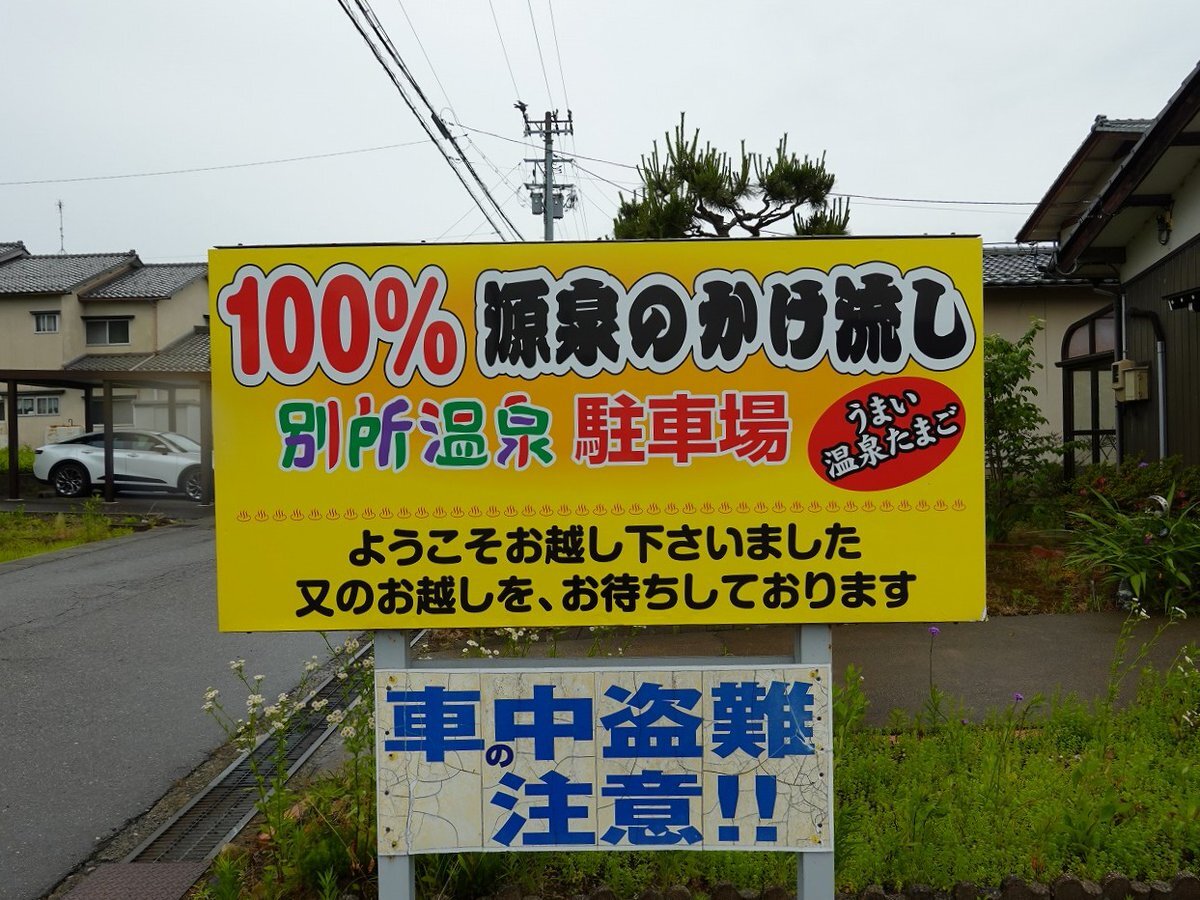 100% 源泉のかけ流し
別所温泉 駐車場
うまい
温泉たまご
ようこそお越し下さいました
又のお越しを、お待ちしております
車の中盗難
注意!!